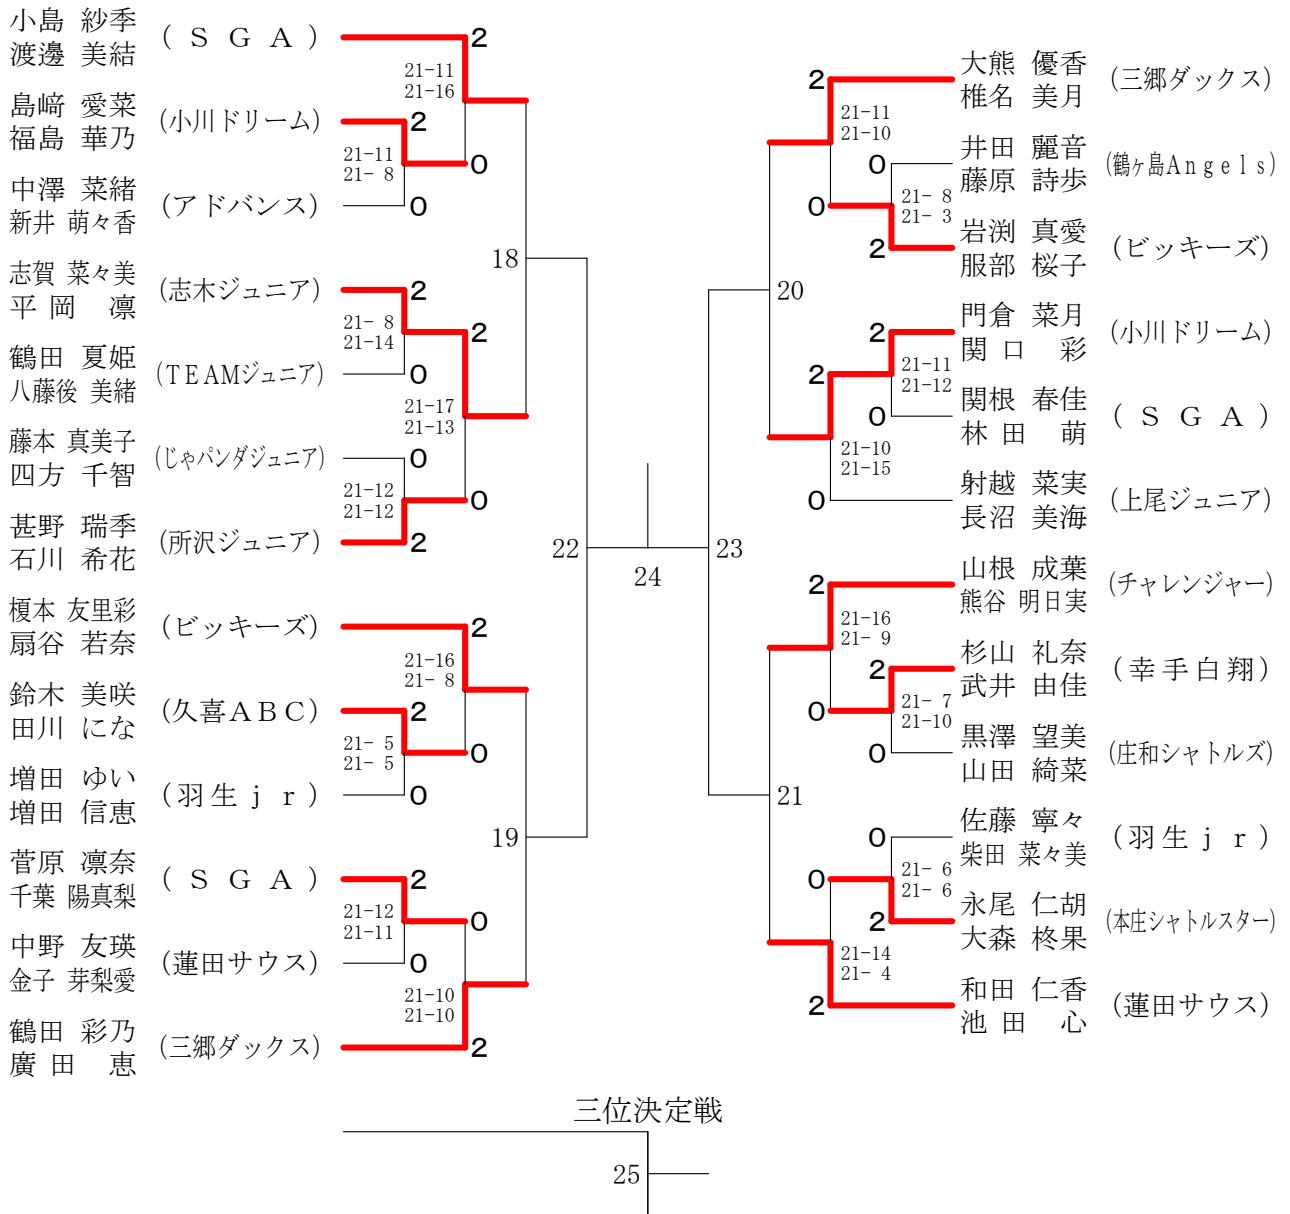 小島 紗季
渡邊 美結
(ＳＧＡ)
2
21-11
21-16
島﨑 愛菜
福島 華乃
(小川ドリーム)
2
0
21-11
21- 8
中澤 菜緒
新井 萌々香
(アドバンス)
0
18
志賀 菜々美
平岡 凛
(志木ジュニア)
2
2
21- 8
21-14
鶴田 夏姫
八藤後 美緒
(TEAMジュニア)
0
21-17
21-13
藤本 真美子
四方 千智
(じゃパンダジュニア)
0
21-12
21-12
0
甚野 瑞季
石川 希花
(所沢ジュニア)
2
22
榎本 友里彩
扇谷 若奈
(ビッキーズ)
2
21-16
21- 8
鈴木 美咲
田川 にな
(久喜ＡＢＣ)
2
0
21- 5
21- 5
増田 ゆい
増田 信恵
(羽生ｊｒ)
0
19
菅原 凛奈
千葉 陽真梨
(ＳＧＡ)
2
0
21-12
21-11
中野 友瑛
金子 芽梨愛
(蓮田サウス)
0
21-10
21-10
鶴田 彩乃
廣田 恵
(三郷ダックス)
2
24
2
大熊 優香
椎名 美月
(三郷ダックス)
21-11
21-10
0
井田 麗音
藤原 詩歩
(鶴ヶ島Angels)
0
21- 8
21- 3
2
岩渕 真愛
服部 桜子
(ビッキーズ)
20
2
門倉 菜月
関口 彩
(小川ドリーム)
2
21-11
21-12
0
関根 春佳
林田 萌
(ＳＧＡ)
21-10
21-15
0
射越 菜実
長沼 美海
(上尾ジュニア)
23
2
山根 成葉
熊谷 明日実
(チャレンジャー)
21-16
21- 9
2
杉山 礼奈
武井 由佳
(幸手白翔)
0
21- 7
21-10
0
黒澤 望美
山田 綺菜
(庄和シャトルズ)
21
0
佐藤 寧々
柴田 菜々美
(羽生ｊｒ)
0
21- 6
21- 6
2
永尾 仁胡
大森 柊果
(本庄シャトルスター)
21-14
21- 4
2
和田 仁香
池田 心
(蓮田サウス)
三位決定戦
25